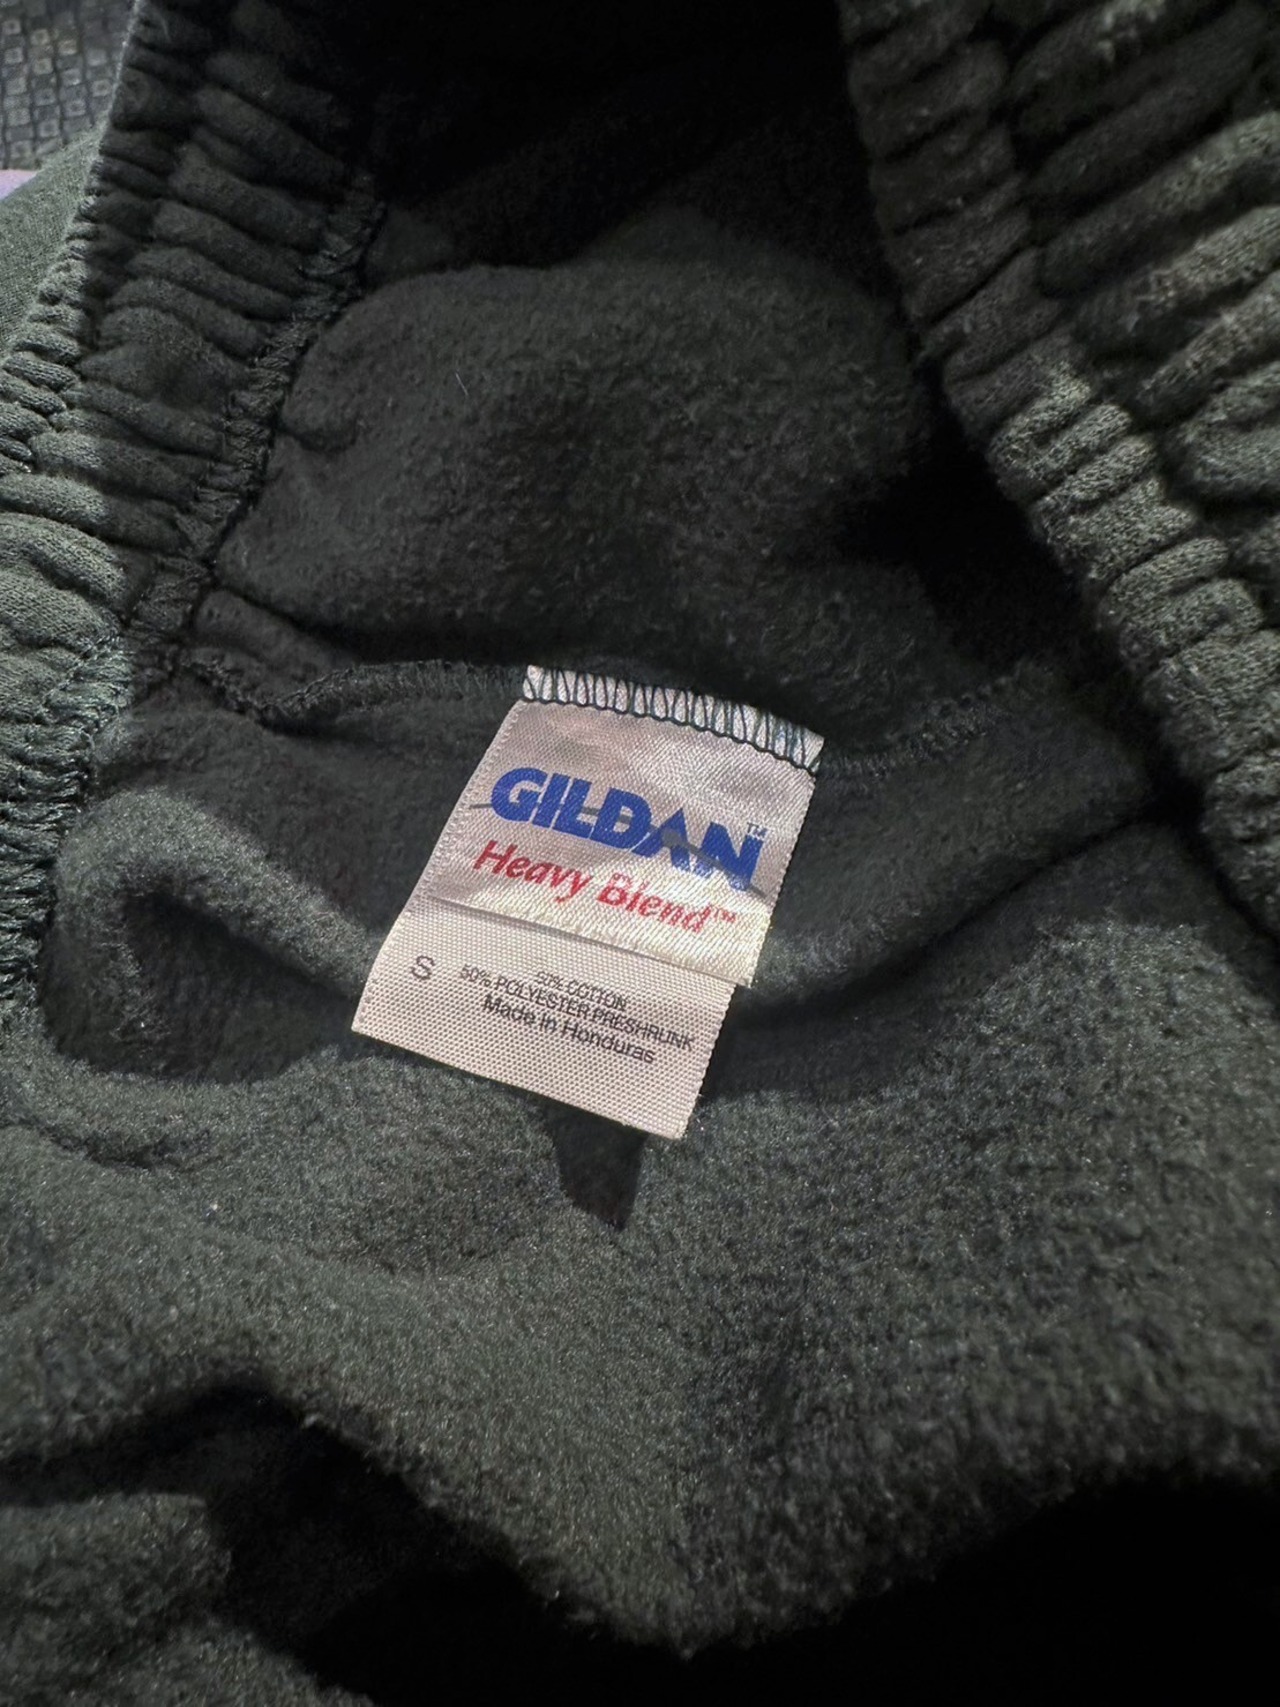 GILDAN™
Heavy Blend™
S
50% COTTON
50% POLYESTER PRESHRUNK
Made in Honduras